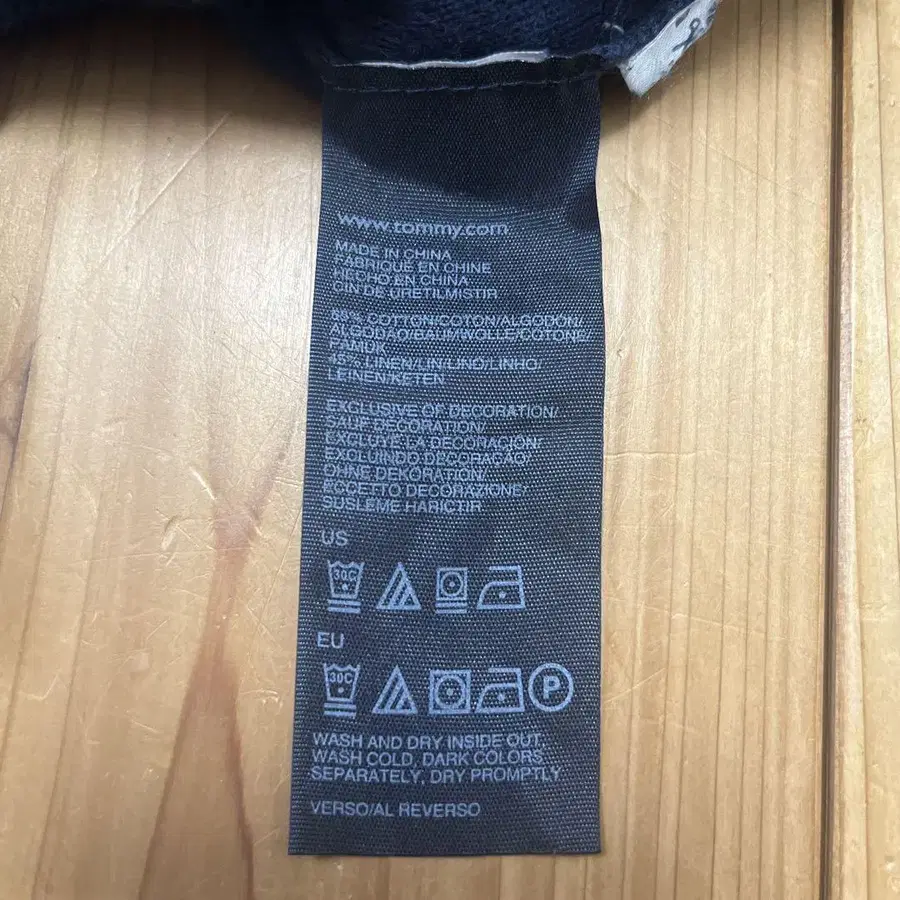 www.tommy.com
MADE IN CHINA
FABRIQUE EN CHINE
HECHO EN CHINA
CIN DE URETILMISTIR
55% COTTON/COTON/ALGODON/
ALGODAO/BAUMWOLLE/COTONE/
PAMUK
45% LINEN/LIN/LINO/LINHO/
LEINEN/KETEN
EXCLUSIVE OF DECORATION/
SAUF DECORATION/
EXCLUYE LA DECORACION/
EXCLUINDO DECORACAO/
OHNE DEKORATION/
ECCETTO DECORAZIONE/
SUSLEME HARICTIR
US
30C
EU
30C
P
WASH AND DRY INSIDE OUT,
WASH COLD, DARK COLORS
SEPARATELY, DRY PROMPTLY
VERSO/AL REVERSO